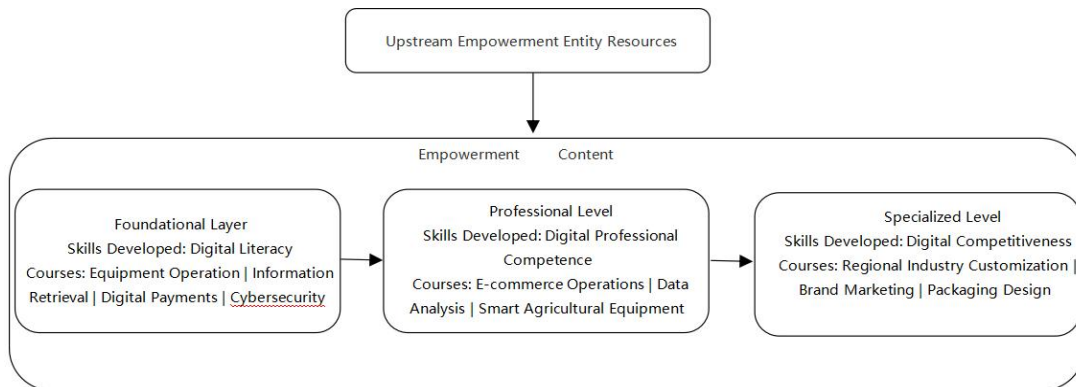 Upstream Empowerment Entity Resources
Empowerment Content
Foundational Layer
Skills Developed: Digital Literacy
Courses: Equipment Operation | Information
Retrieval | Digital Payments | Cybersecurity
Professional Level
Skills Developed: Digital Professional
Competence
Courses: E-commerce Operations | Data
Analysis | Smart Agricultural Equipment
Specialized Level
Skills Developed: Digital Competitiveness
Courses: Regional Industry Customization |
Brand Marketing | Packaging Design